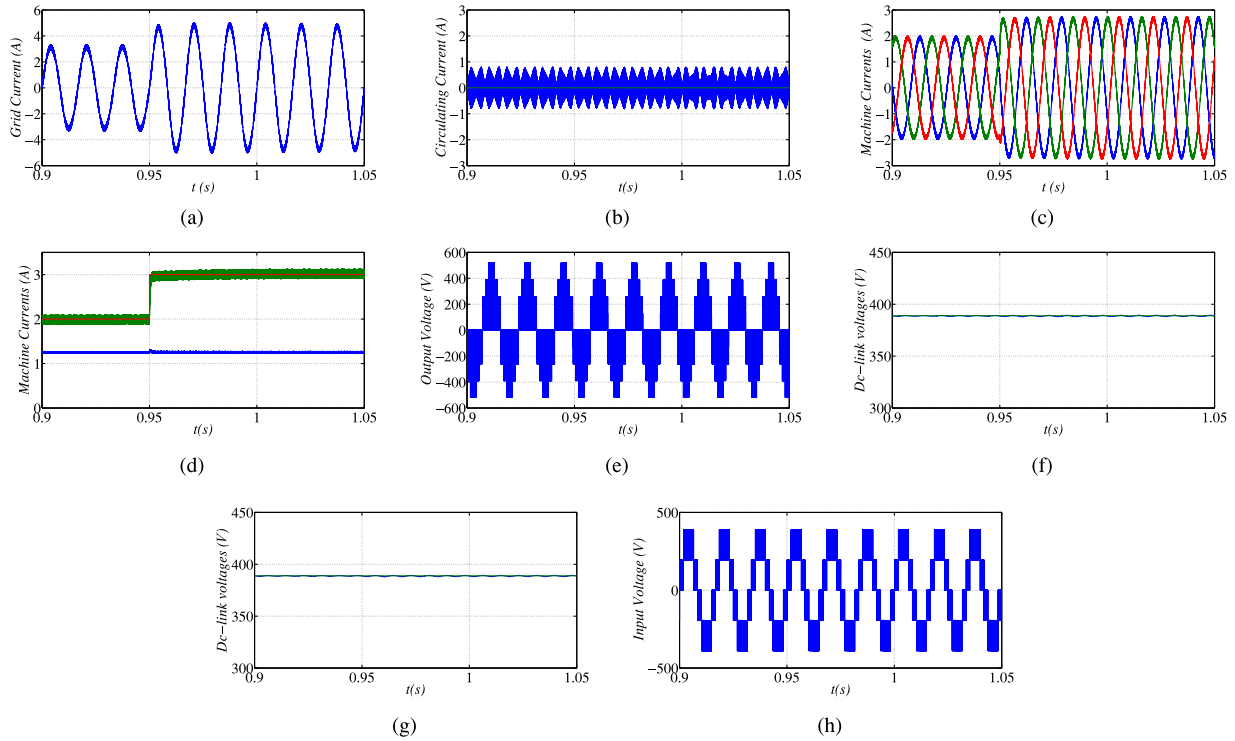 Grid Current (A)
6
4
2
0
−2
−4
−6
0.9 0.95 1 1.05
t (s)
(a)
Circulating Current (A)
3
2
1
0
−1
−2
−3
0.9 0.95 1 1.05
t (s)
(b)
Machine Currents (A)
3
2
1
0
−1
−2
−3
0.9 0.95 1 1.05
t (s)
(c)
Machine Currents (A)
3
2
1
0
0.9 0.95 1 1.05
t(s)
(d)
Output Voltage (V)
600
400
200
0
−200
−400
−600
0.9 0.95 1 1.05
t(s)
(e)
Dc−link voltages (V)
450
400
350
300
0.9 0.95 1 1.05
t(s)
(f)
Dc−link voltages (V)
450
400
350
300
0.9 0.95 1 1.05
t(s)
(g)
Input Voltage (V)
500
0
−500
0.9 0.95 1 1.05
t(s)
(h)